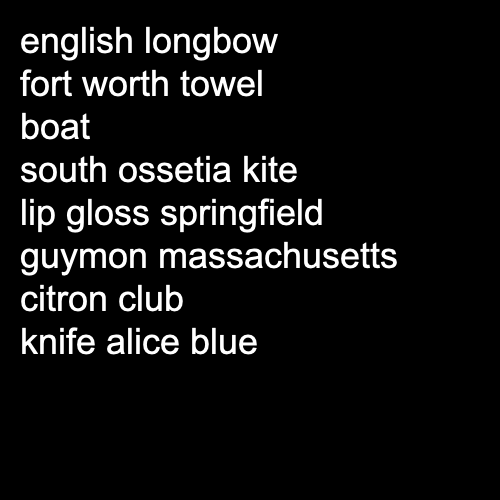 english longbow
fort worth towel
boat
south ossetia kite
lip gloss springfield
guymon massachusetts
citron club
knife alice blue